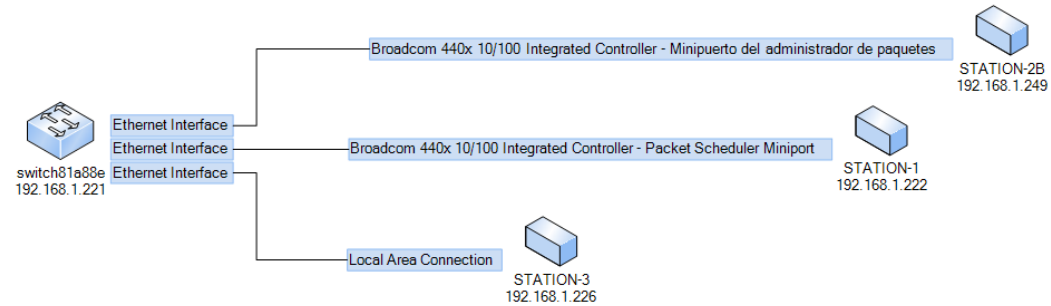 Broadcom 440x 10/100 Integrated Controller - Minipuerto del administrador de paquetes
STATION-2B
192.168.1.249
Ethernet Interface
Ethernet Interface
Broadcom 440x 10/100 Integrated Controller - Packet Scheduler Miniport
STATION-1
192.168.1.222
switch81a88e
192.168.1.221
Ethernet Interface
Local Area Connection
STATION-3
192.168.1.226